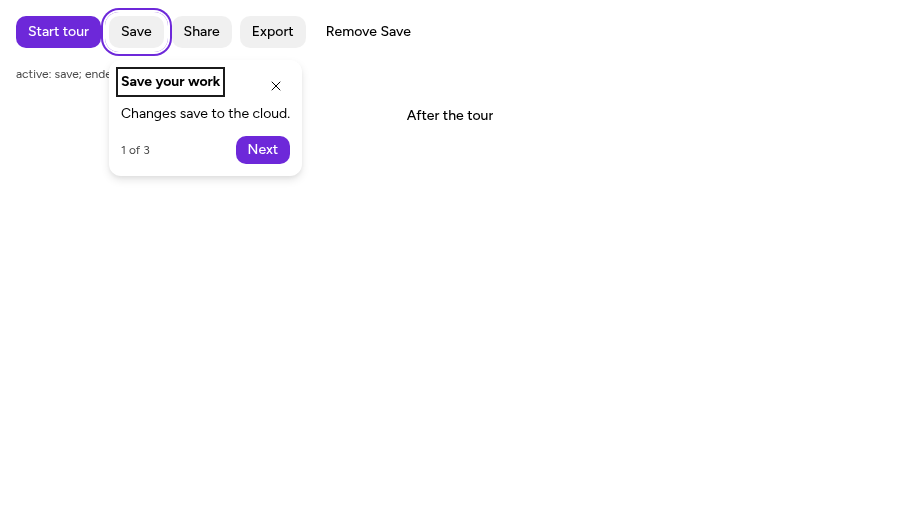 Start tour
Save
Share
Export
Remove Save
active: save; ende
Save your work
Changes save to the cloud.
1 of 3
Next
After the tour